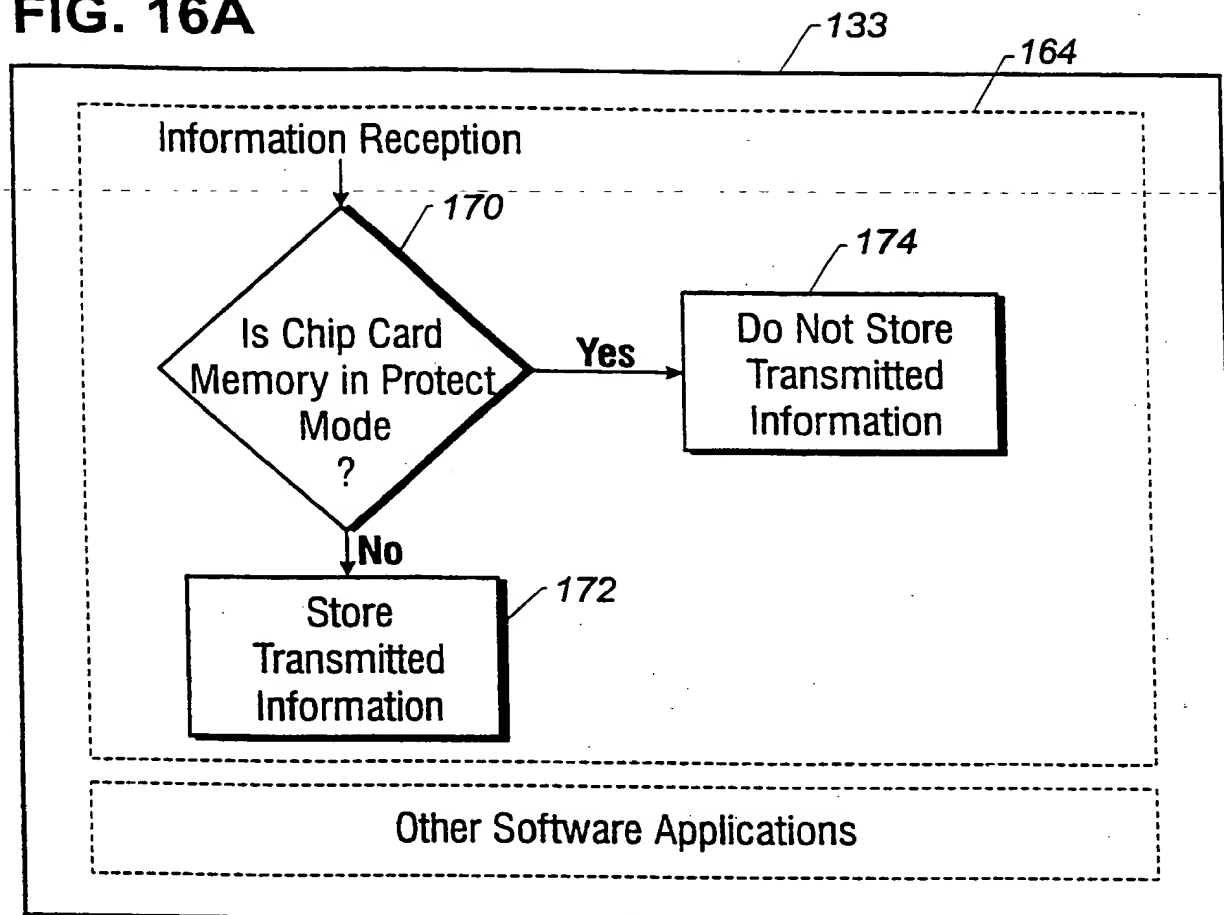 FIG. 16A
133
164
Information Reception
170
174
Is Chip Card
Memory in Protect
Mode
?
Yes
Do Not Store
Transmitted
Information
No
172
Store
Transmitted
Information
Other Software Applications